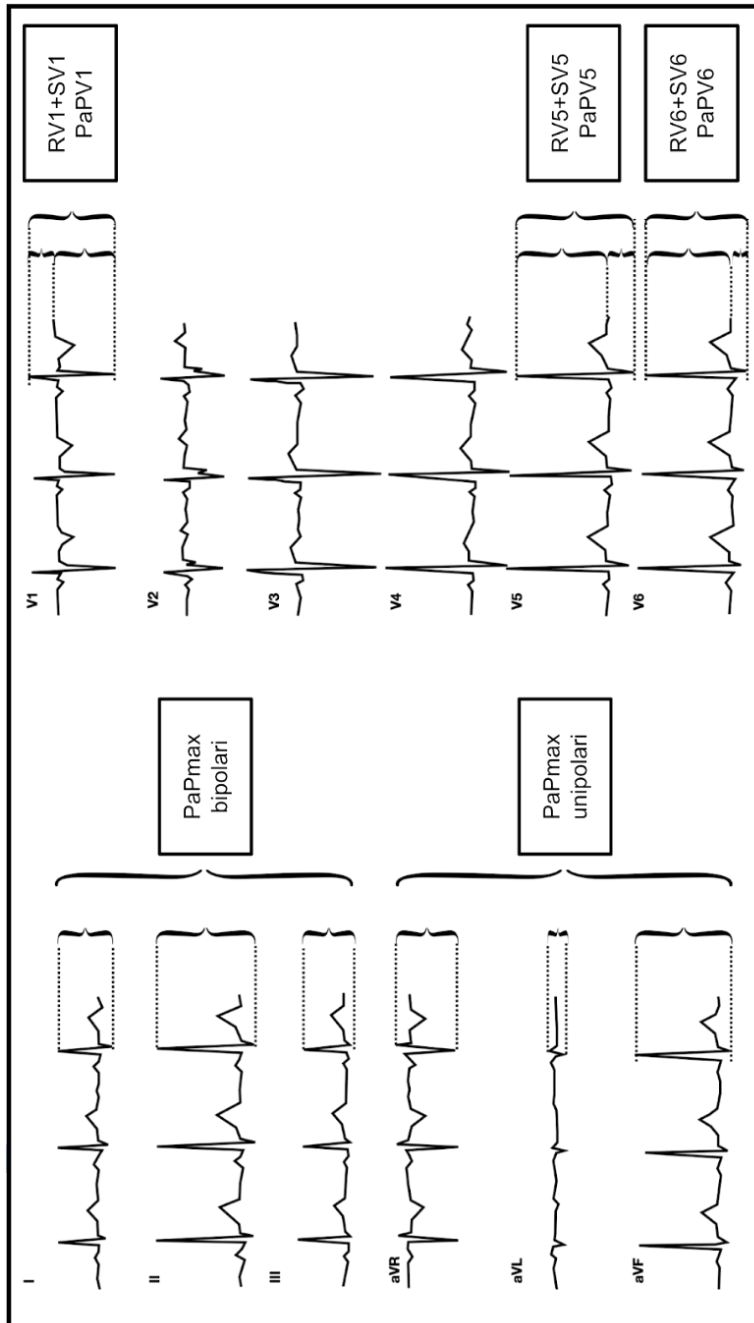 I
II
III
aVR
aVL
aVF
PaPmax
bipolari
PaPmax
unipolari
V1
V2
V3
V4
V5
V6
RV1+SV1
PaPV1
RV5+SV5
PaPV5
RV6+SV6
PaPV6